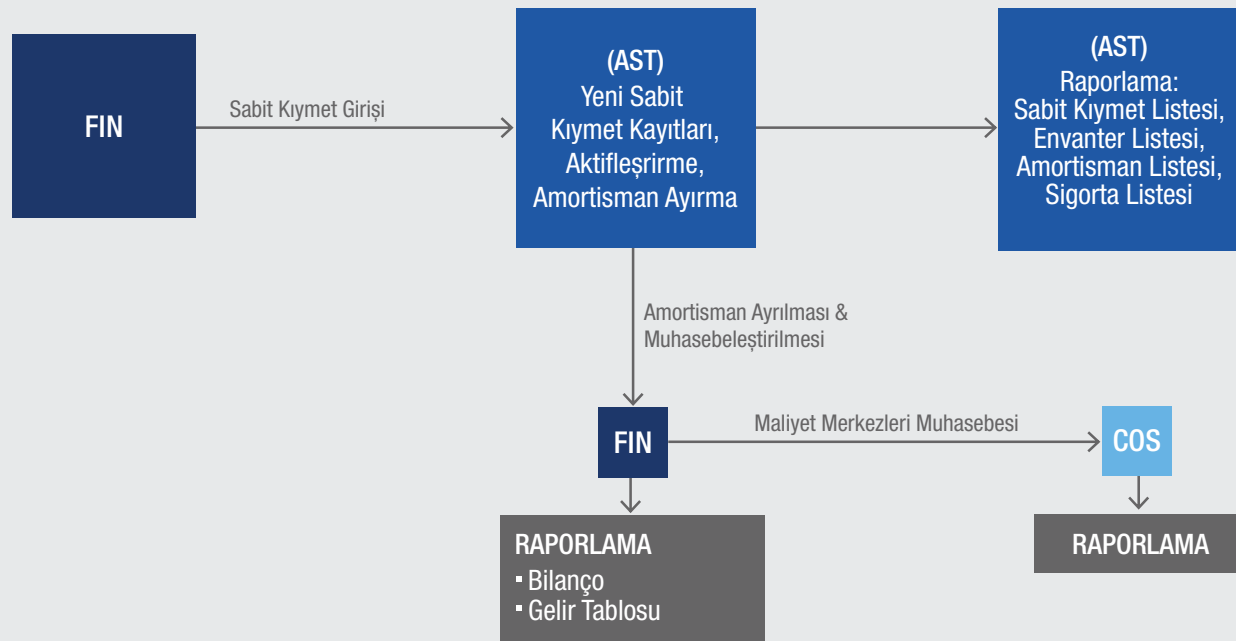 FIN
Sabit Kıymet Girişi
(AST)
Yeni Sabit
Kıymet Kayıtları,
Aktifleşrirme,
Amortisman Ayırma
(AST)
Raporlama:
Sabit Kıymet Listesi,
Envanter Listesi,
Amortisman Listesi,
Sigorta Listesi
Amortisman Ayrılması &
Muhasebeleştirilmesi
FIN
Maliyet Merkezleri Muhasebesi
COS
RAPORLAMA
▪ Bilanço
▪ Gelir Tablosu
RAPORLAMA